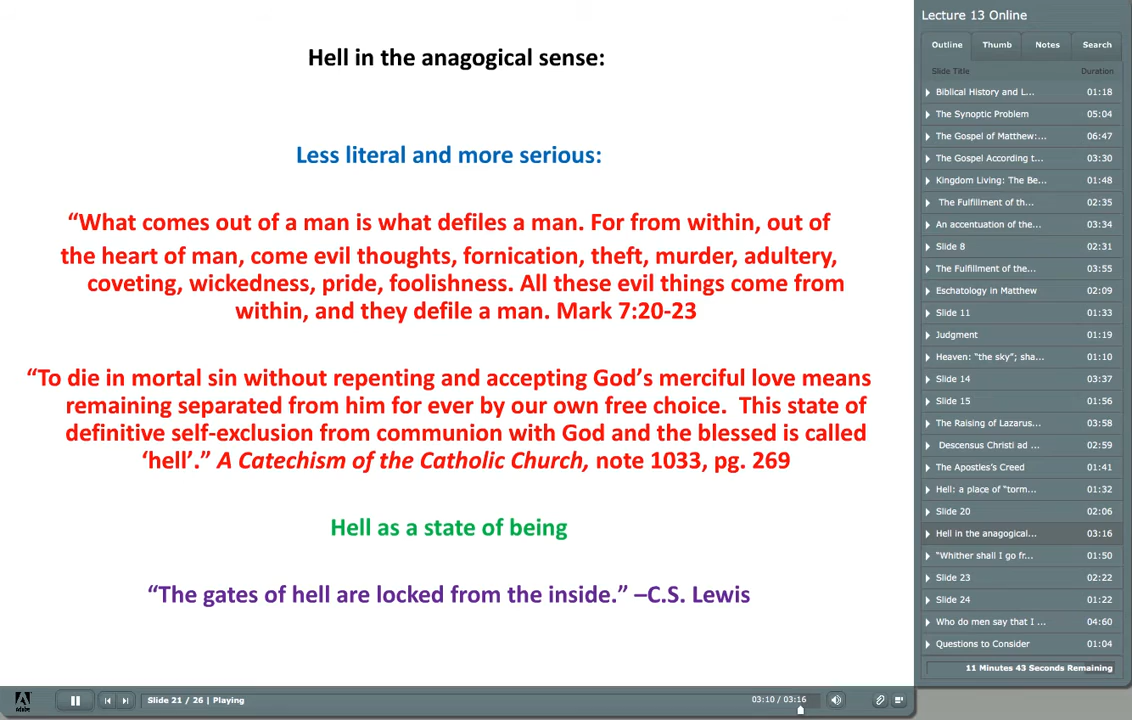 Hell in the anagogical sense:
Less literal and more serious:
“What comes out of a man is what defiles a man. For from within, out of
the heart of man, come evil thoughts, fornication, theft, murder, adultery,
coveting, wickedness, pride, foolishness. All these evil things come from
within, and they defile a man. Mark 7:20-23
“To die in mortal sin without repenting and accepting God’s merciful love means
remaining separated from him for ever by our own free choice.  This state of
definitive self-exclusion from communion with God and the blessed is called
‘hell’.” A Catechism of the Catholic Church, note 1033, pg. 269
Hell as a state of being
“The gates of hell are locked from the inside.” –C.S. Lewis
Lecture 13 Online
Outline Thumb Notes Search
Slide Title Duration
Biblical History and L... 01:18
The Synoptic Problem 05:04
The Gospel of Matthew:... 06:47
The Gospel According t... 03:30
Kingdom Living: The Be... 01:48
The Fulfillment of th... 02:35
An accentuation of the... 03:34
Slide 8 02:31
The Fulfillment of the... 03:55
Eschatology in Matthew 02:09
Slide 11 01:33
Judgment 01:19
Heaven: “the sky”; sha... 01:10
Slide 14 03:37
Slide 15 01:56
The Raising of Lazarus... 03:58
Descensus Christi ad ... 02:59
The Apostles’s Creed 01:41
Hell: a place of “torm... 01:32
Slide 20 02:06
Hell in the anagogical... 03:16
“Whither shall I go fr... 01:50
Slide 23 02:22
Slide 24 01:22
Who do men say that I ... 04:60
Questions to Consider 01:04
11 Minutes 43 Seconds Remaining
Adobe
Slide 21 / 26 | Playing
03:10 / 03:16